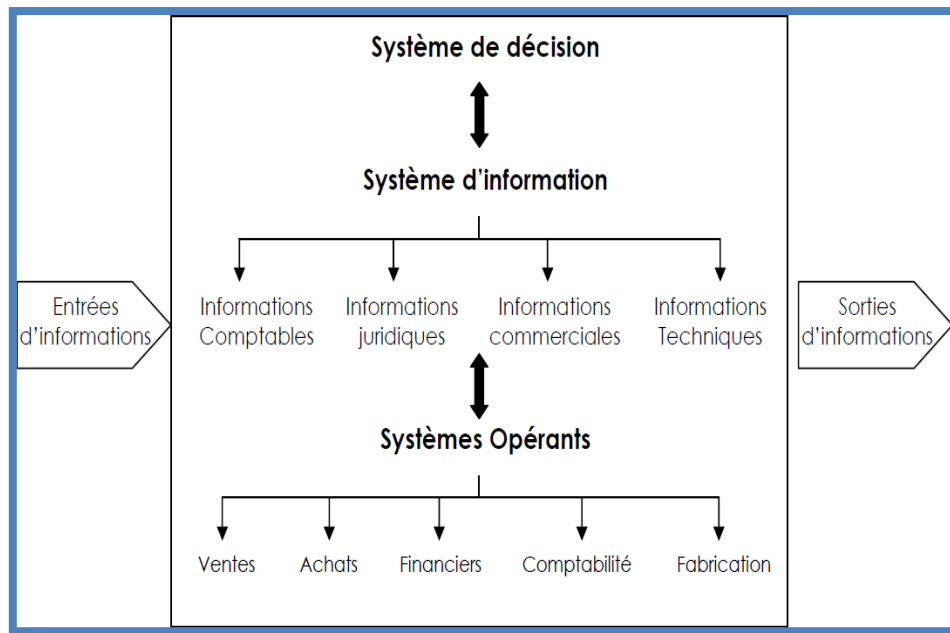 Système de décision
Système d'information
Entrées
d'informations
Informations
Comptables
Informations
juridiques
Informations
commerciales
Informations
Techniques
Sorties
d'informations
Systèmes Opérants
Ventes
Achats
Financiers
Comptabilité
Fabrication